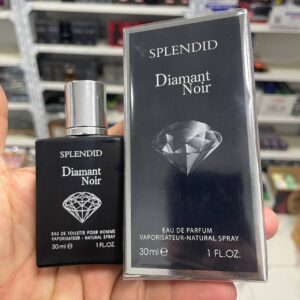 SPLENDID
Diamant
Noir
EAU DE TOILETTE POUR HOMME
VAPORISATEUR - NATURAL SPRAY
30ml e 1 FL.OZ.
SPLENDID
Diamant
Noir
EAU DE PARFUM
VAPORISATEUR-NATURAL SPRAY
30ml e 1 FL.OZ.